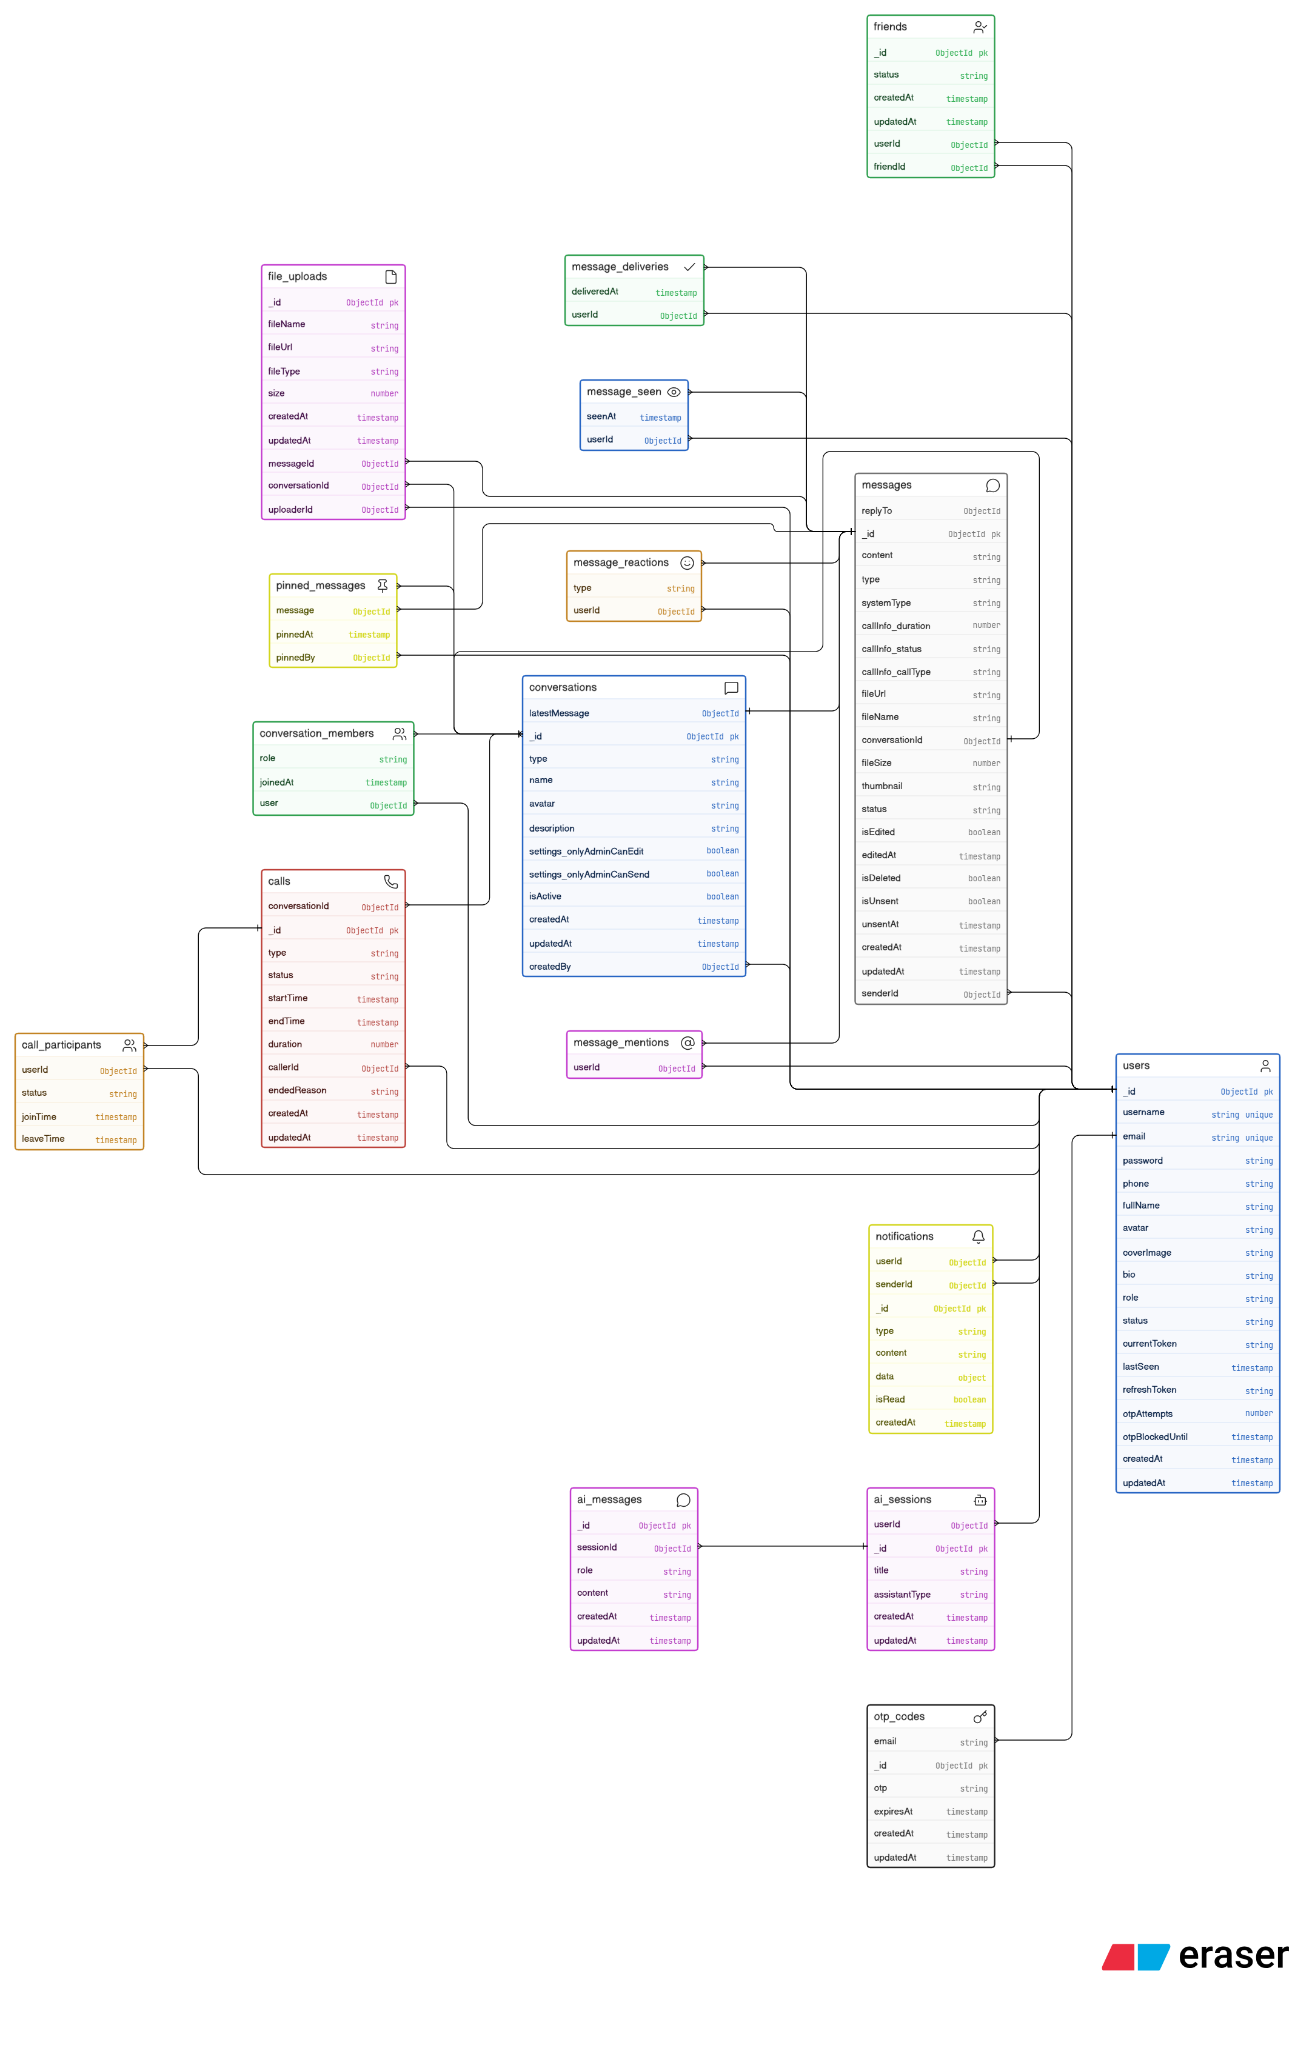 friends
_id ObjectId pk
status string
createdAt timestamp
updatedAt timestamp
userId ObjectId
friendId ObjectId
file_uploads
_id ObjectId pk
fileName string
fileUrl string
fileType string
size number
createdAt timestamp
updatedAt timestamp
messageId ObjectId
conversationId ObjectId
uploaderId ObjectId
message_deliveries
deliveredAt timestamp
userId ObjectId
message_seen
seenAt timestamp
userId ObjectId
messages
replyTo ObjectId
_id ObjectId pk
content string
type string
systemType string
callInfo_duration number
callInfo_status string
callInfo_callType string
fileUrl string
fileName string
conversationId ObjectId
fileSize number
thumbnail string
status string
isEdited boolean
editedAt timestamp
isDeleted boolean
isUnsent boolean
unsentAt timestamp
createdAt timestamp
updatedAt timestamp
senderId ObjectId
message_reactions
type string
userId ObjectId
pinned_messages
message ObjectId
pinnedAt timestamp
pinnedBy ObjectId
conversations
latestMessage ObjectId
_id ObjectId pk
type string
name string
avatar string
description string
settings_onlyAdminCanEdit boolean
settings_onlyAdminCanSend boolean
isActive boolean
createdAt timestamp
updatedAt timestamp
createdBy ObjectId
conversation_members
role string
joinedAt timestamp
user ObjectId
calls
conversationId ObjectId
_id ObjectId pk
type string
status string
startTime timestamp
endTime timestamp
duration number
callerId ObjectId
endedReason string
createdAt timestamp
updatedAt timestamp
call_participants
userId ObjectId
status string
joinTime timestamp
leaveTime timestamp
message_mentions
userId ObjectId
users
_id ObjectId pk
username string unique
email string unique
password string
phone string
fullName string
avatar string
coverImage string
bio string
role string
status string
currentToken string
lastSeen timestamp
refreshToken string
otpAttempts number
otpBlockedUntil timestamp
createdAt timestamp
updatedAt timestamp
notifications
userId ObjectId
senderId ObjectId
_id ObjectId pk
type string
content string
data object
isRead boolean
createdAt timestamp
ai_messages
_id ObjectId pk
sessionId ObjectId
role string
content string
createdAt timestamp
updatedAt timestamp
ai_sessions
userId ObjectId
_id ObjectId pk
title string
assistantType string
createdAt timestamp
updatedAt timestamp
otp_codes
email string
_id ObjectId pk
otp string
expiresAt timestamp
createdAt timestamp
updatedAt timestamp
eraser